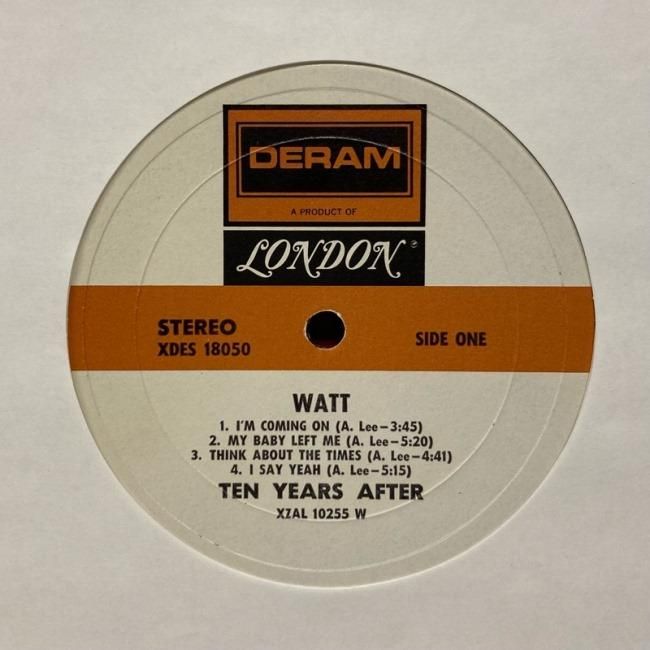 DERAM
A PRODUCT OF
LONDON
STEREO
XDES 18050
SIDE ONE
WATT
1. I'M COMING ON (A. Lee—3:45)
2. MY BABY LEFT ME (A. Lee—5:20)
3. THINK ABOUT THE TIMES (A. Lee—4:41)
4. I SAY YEAH (A. Lee—5:15)
TEN YEARS AFTER
XZAL 10255 W